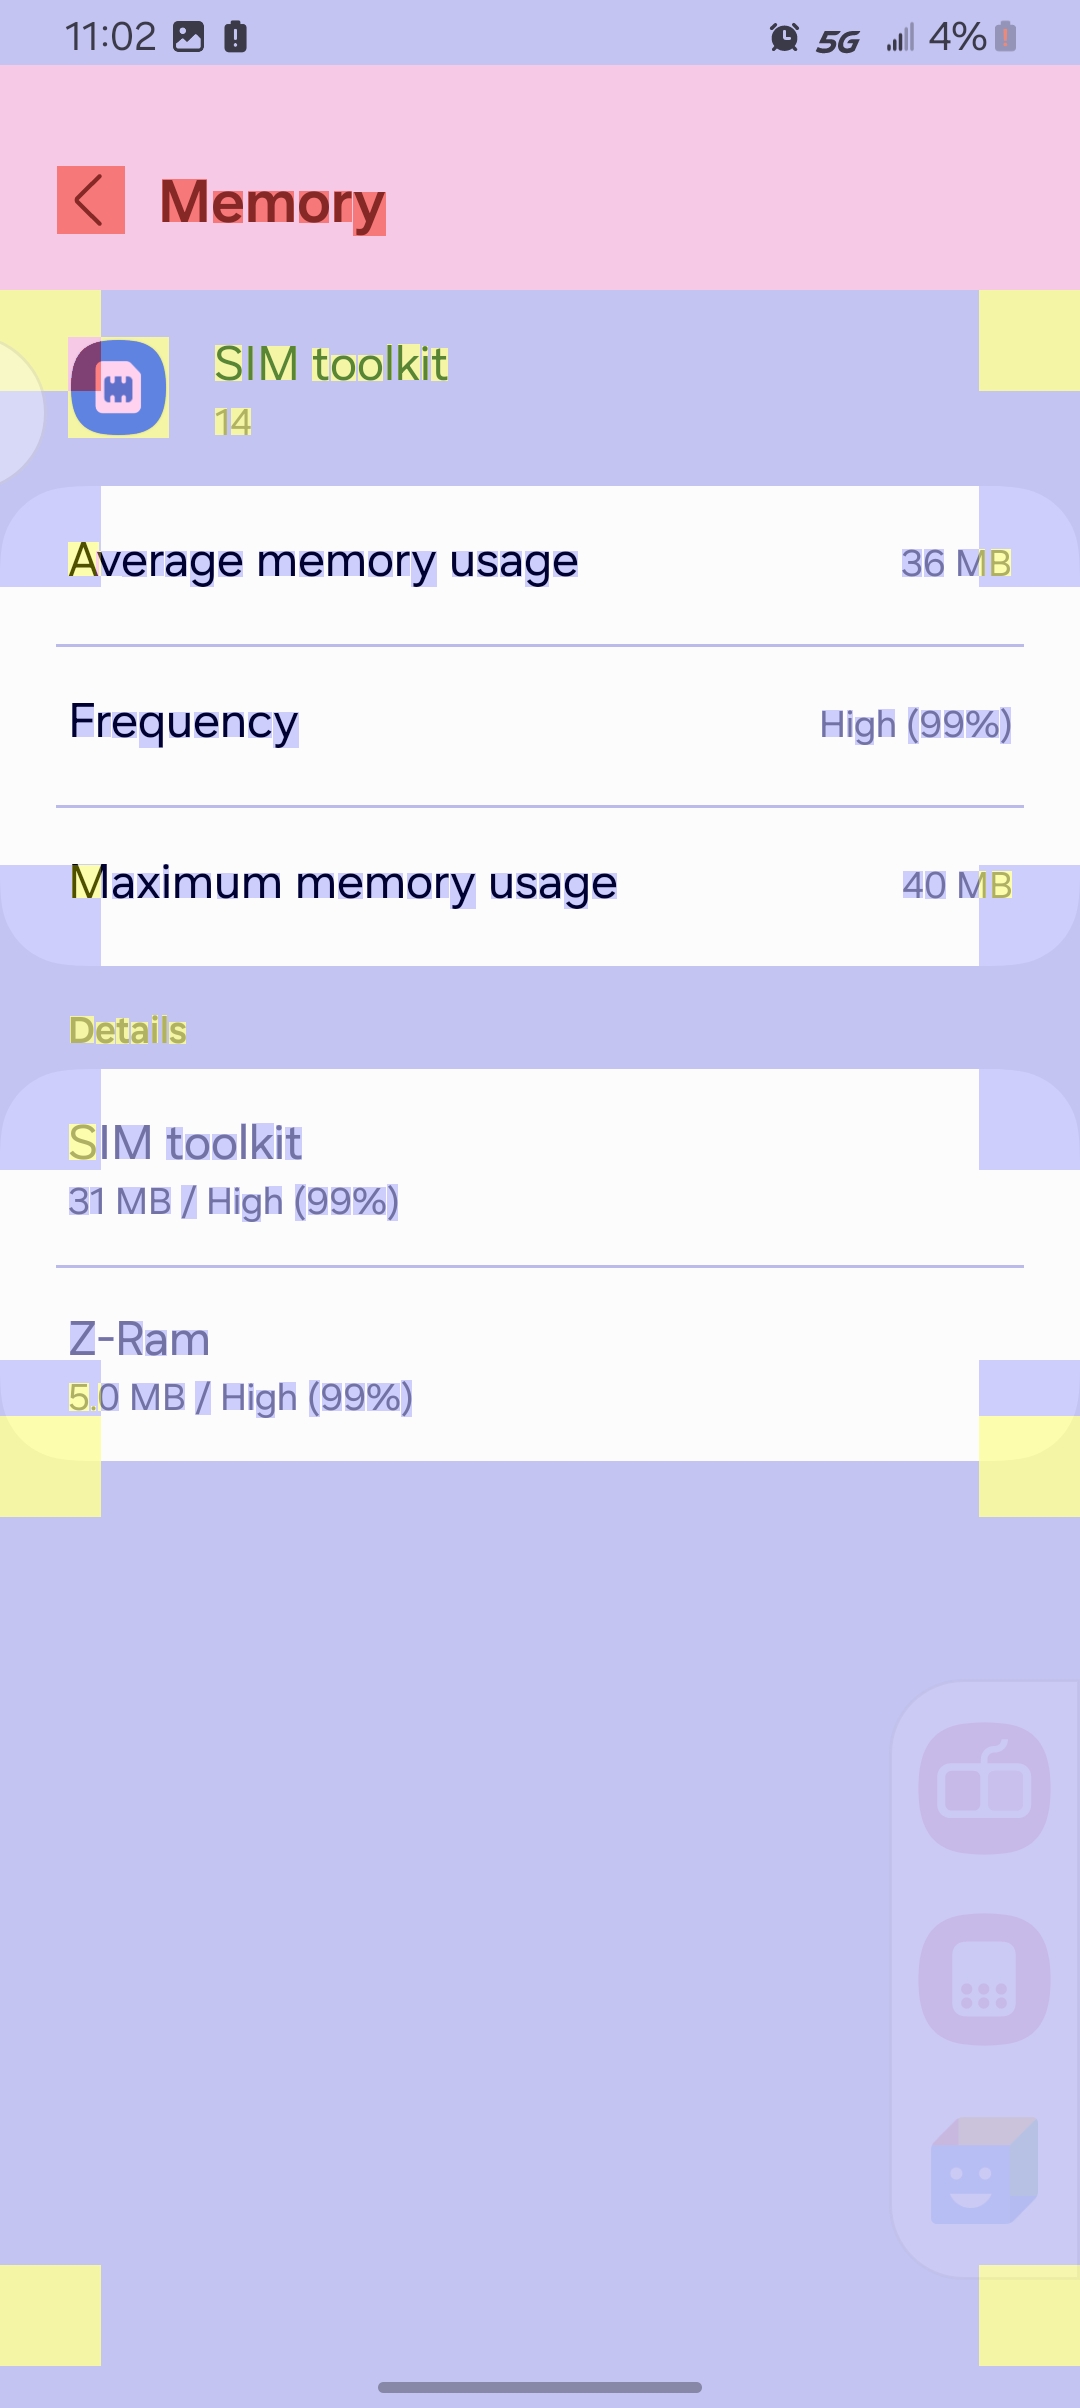 11:02
5G 4%
Memory
SIM toolkit
14
Average memory usage 36 MB
Frequency High (99%)
Maximum memory usage 40 MB
Details
SIM toolkit
31 MB / High (99%)
Z-Ram
5.0 MB / High (99%)